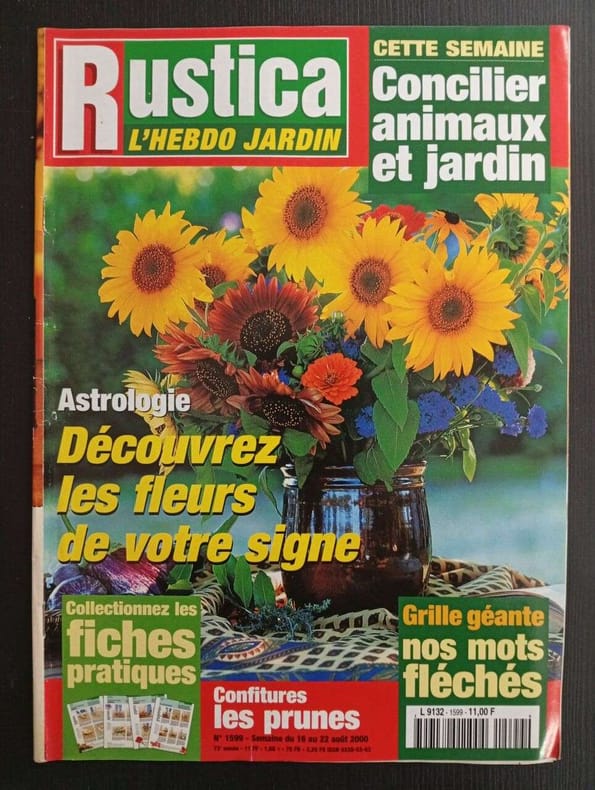 Rustica
L'HEBDO JARDIN
CETTE SEMAINE
Concilier
animaux
et jardin
Astrologie
Découvrez
les fleurs
de votre signe
Collectionnez les
fiches
pratiques
Confitures
les prunes
N° 1599 - Semaine du 16 au 22 août 2000
Grille géante
nos mots
fléchés
L 9132 - 1599 - 11,00 F